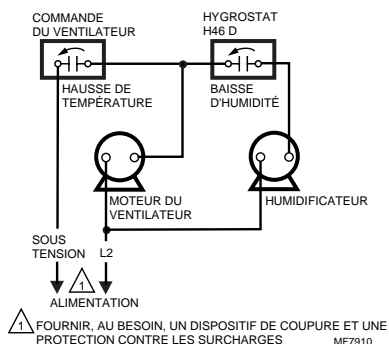 COMMANDE
DU VENTILATEUR
HYGROSTAT
H46 D
HAUSSE DE
TEMPÉRATURE
BAISSE
D'HUMIDITÉ
MOTEUR DU
VENTILATEUR
HUMIDIFICATEUR
SOUS
TENSION
L2
1
ALIMENTATION
1 FOURNIR, AU BESOIN, UN DISPOSITIF DE COUPURE ET UNE
PROTECTION CONTRE LES SURCHARGES
MF7910